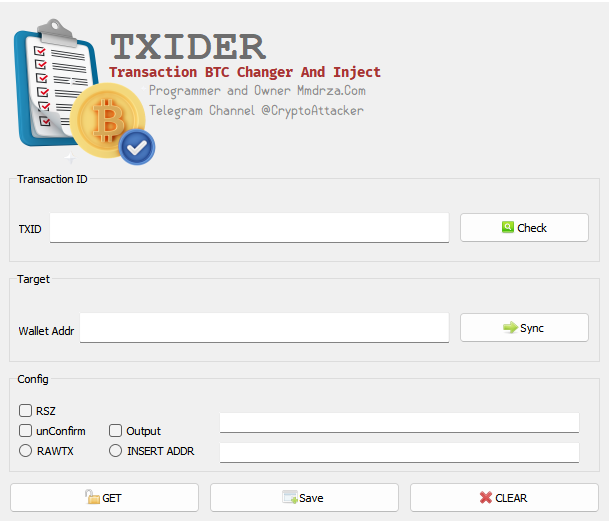 TXIDER
Transaction BTC Changer And Inject
Programmer and Owner Mmdrza.Com
Telegram Channel @CryptoAttacker
Transaction ID
TXID
Check
Target
Wallet Addr
Sync
Config
RSZ
unConfirm Output
RAWTX INSERT ADDR
GET Save CLEAR